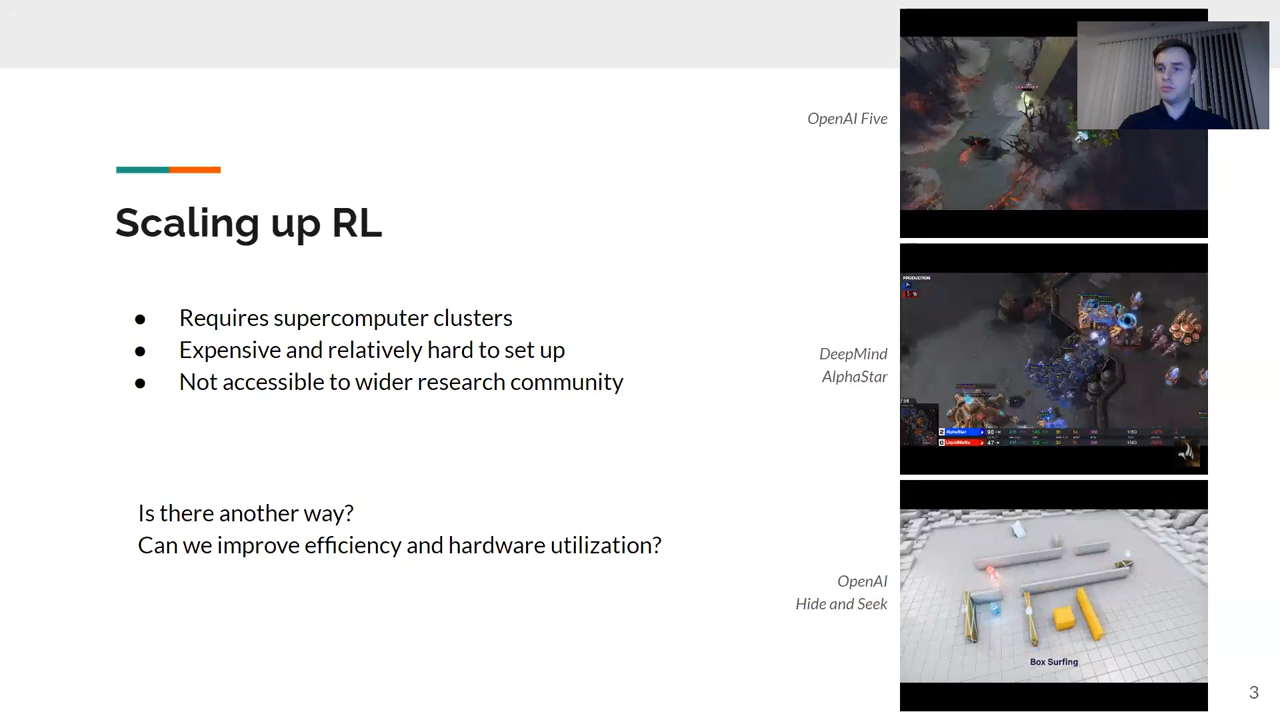 OpenAI Five
Scaling up RL
● Requires supercomputer clusters
● Expensive and relatively hard to set up
● Not accessible to wider research community
Is there another way?
Can we improve efficiency and hardware utilization?
PRODUCTION
DeepMind
AlphaStar
OpenAI
Hide and Seek
Box Surfing
3